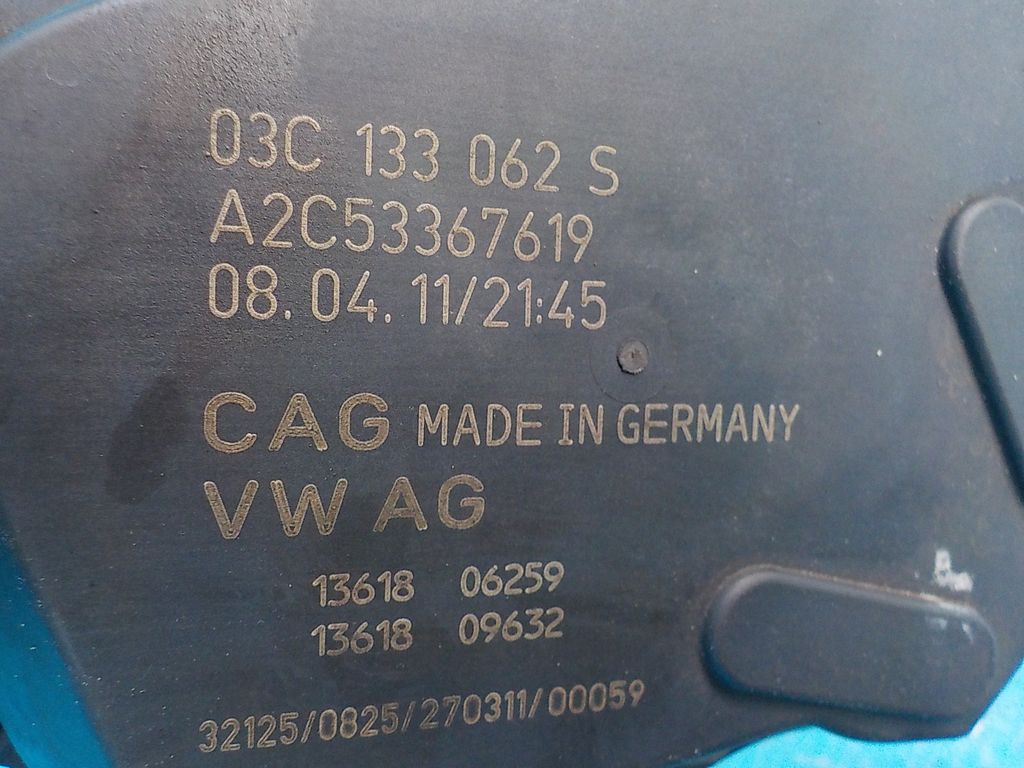 03C 133 062 S
A2C53367619
08. 04. 11/21:45
CAG MADE IN GERMANY
VW AG
13618 06259
13618 09632
32125/0825/270311/00059